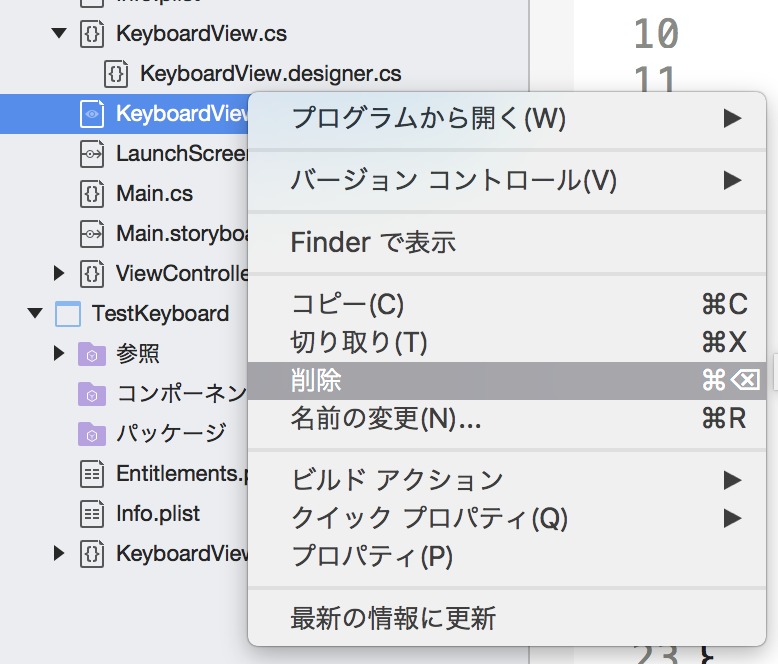 Info.plist
KeyboardView.cs
KeyboardView.designer.cs
KeyboardView
LaunchScreen
Main.cs
Main.storyboa
ViewControlle
TestKeyboard
参照
コンポーネン
パッケージ
Entitlements.p
Info.plist
KeyboardView
プログラムから開く(W)
バージョン コントロール(V)
Finder で表示
コピー(C) ⌘C
切り取り(T) ⌘X
削除 ⌘⌫
名前の変更(N)... ⌘R
ビルド アクション
クイック プロパティ(Q)
プロパティ(P)
最新の情報に更新
10
11
23 }